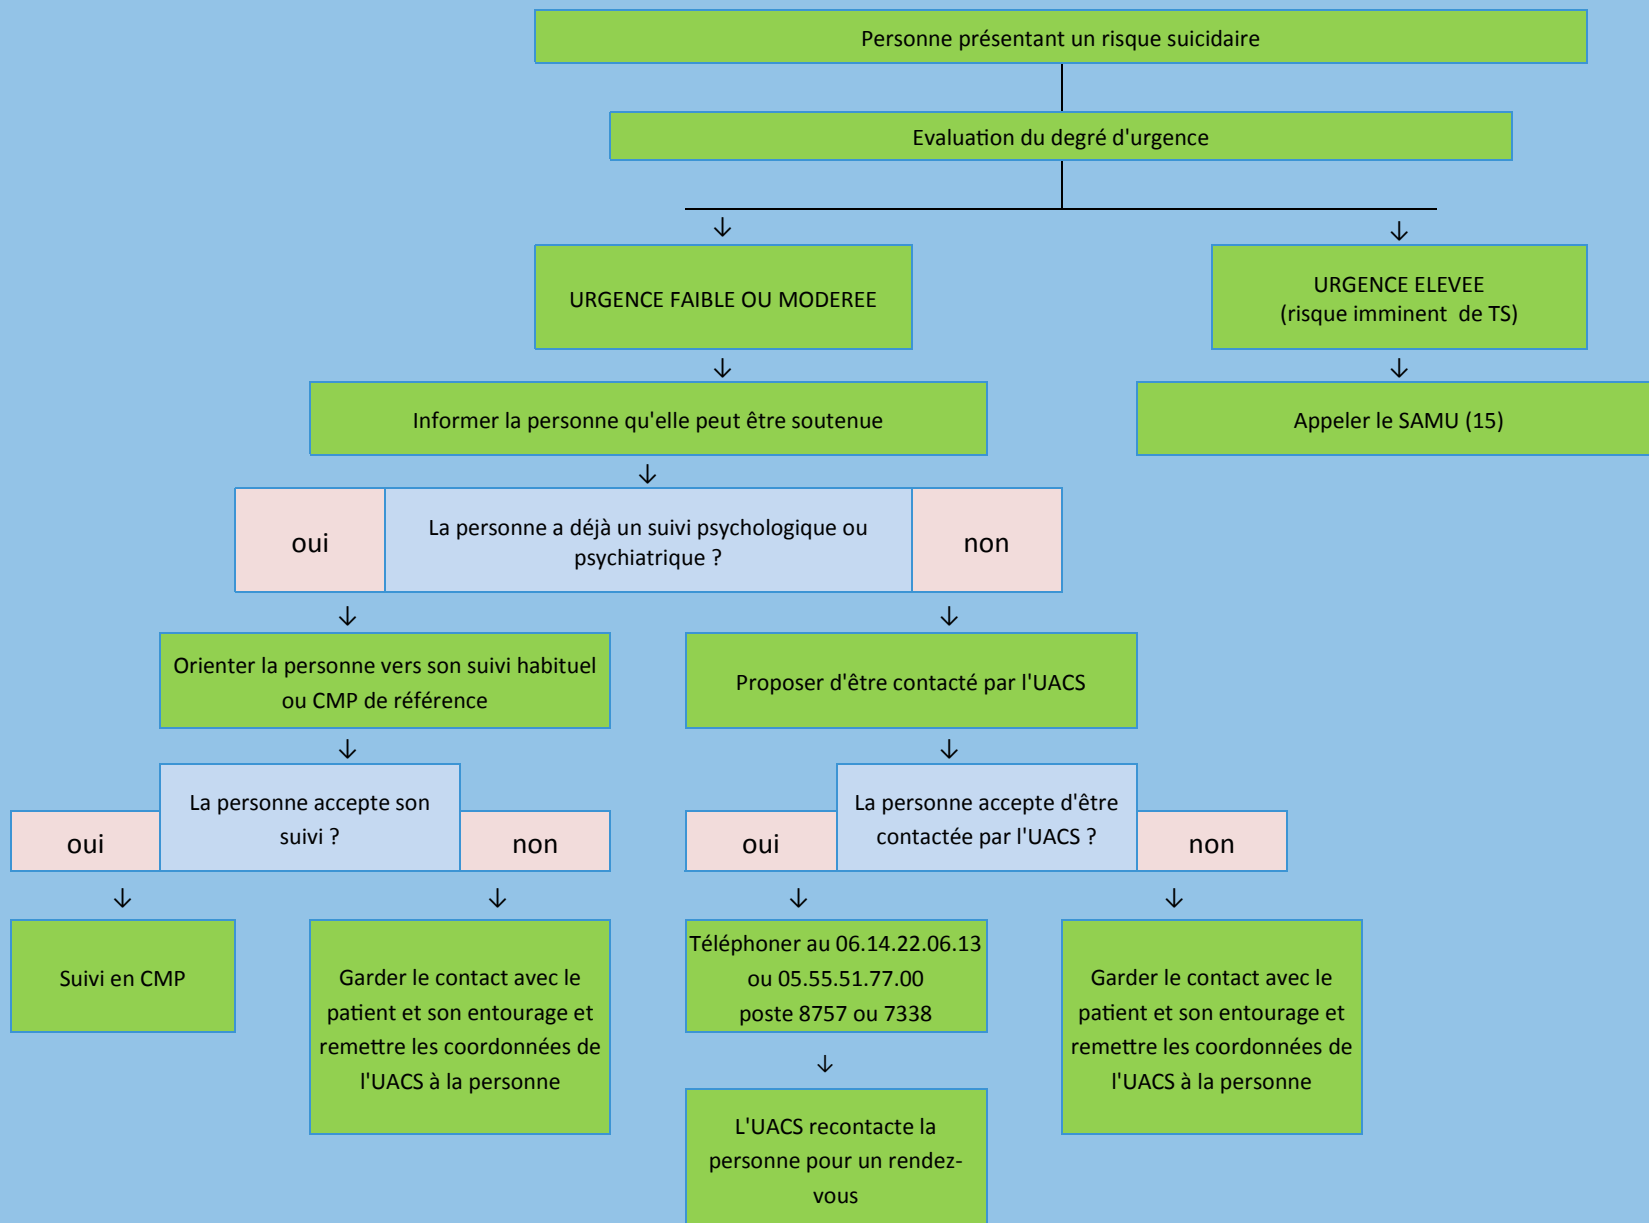 Personne présentant un risque suicidaire
Evaluation du degré d'urgence
↓
↓
URGENCE FAIBLE OU MODEREE
URGENCE ELEVEE
(risque imminent  de TS)
↓
↓
Informer la personne qu'elle peut être soutenue
Appeler le SAMU (15)
↓
oui
La personne a déjà un suivi psychologique ou
psychiatrique ?
non
↓
↓
Orienter la personne vers son suivi habituel
ou CMP de référence
Proposer d'être contacté par l'UACS
↓
↓
La personne accepte son
suivi ?
oui
non
La personne accepte d'être
contactée par l'UACS ?
oui
non
↓
↓
↓
↓
Suivi en CMP
Garder le contact avec le
patient et son entourage et
remettre les coordonnées de
l'UACS à la personne
Téléphoner au 06.14.22.06.13
ou 05.55.51.77.00
poste 8757 ou 7338
Garder le contact avec le
patient et son entourage et
remettre les coordonnées de
l'UACS à la personne
↓
L'UACS recontacte la
personne pour un rendez-
vous